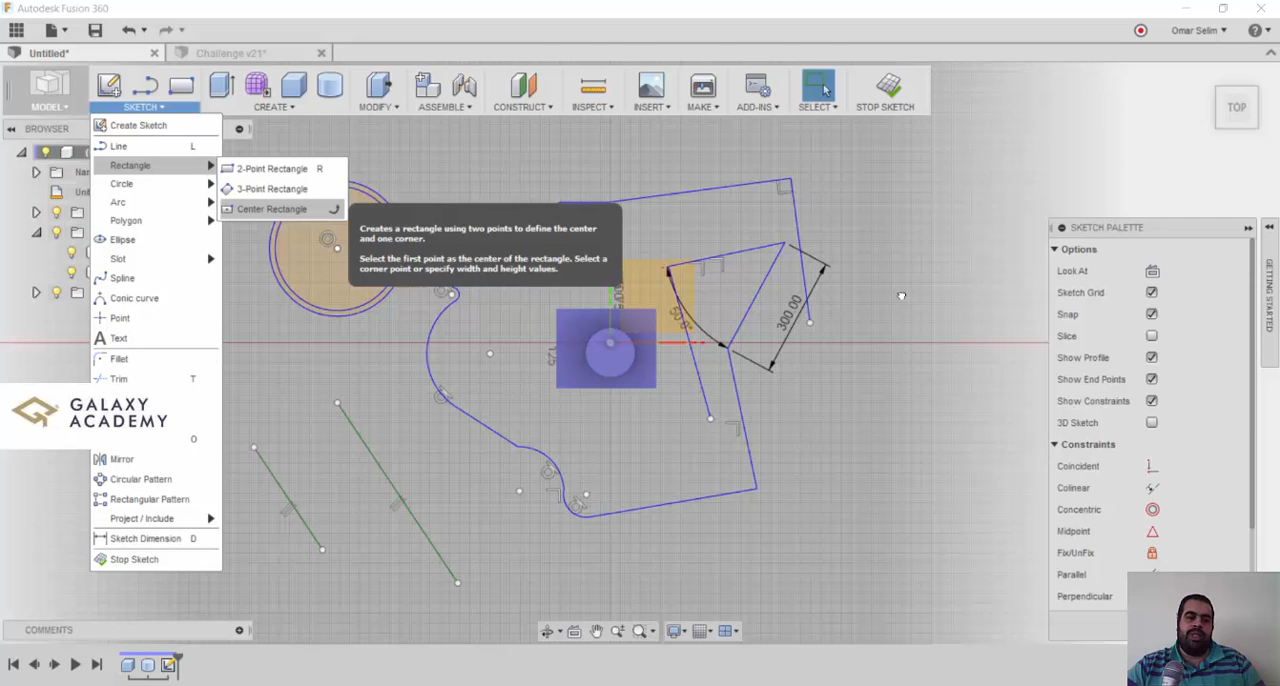 Autodesk Fusion 360
Omar Selim
Untitled*
Challenge v21*
MODEL
SKETCH
CREATE
MODIFY
ASSEMBLE
CONSTRUCT
INSPECT
INSERT
MAKE
ADD-INS
SELECT
STOP SKETCH
BROWSER
TOP
Create Sketch
Line L
Rectangle
Circle
Arc
Polygon
Ellipse
Slot
Spline
Conic curve
Point
Text
Fillet
Trim T
O
Mirror
Circular Pattern
Rectangular Pattern
Project / Include
Sketch Dimension D
Stop Sketch
2-Point Rectangle R
3-Point Rectangle
Center Rectangle
Creates a rectangle using two points to define the
center
and one corner.
Select the first point as the center of the rectangle. Select a
corner point or specify width and height values.
300.00
125
SKETCH PALETTE
Options
Look At
Sketch Grid
Snap
Slice
Show Profile
Show End Points
Show Constraints
3D Sketch
Constraints
Coincident
Colinear
Concentric
Midpoint
Fix/UnFix
Parallel
Perpendicular
GETTING STARTED
GALAXY
ACADEMY
COMMENTS